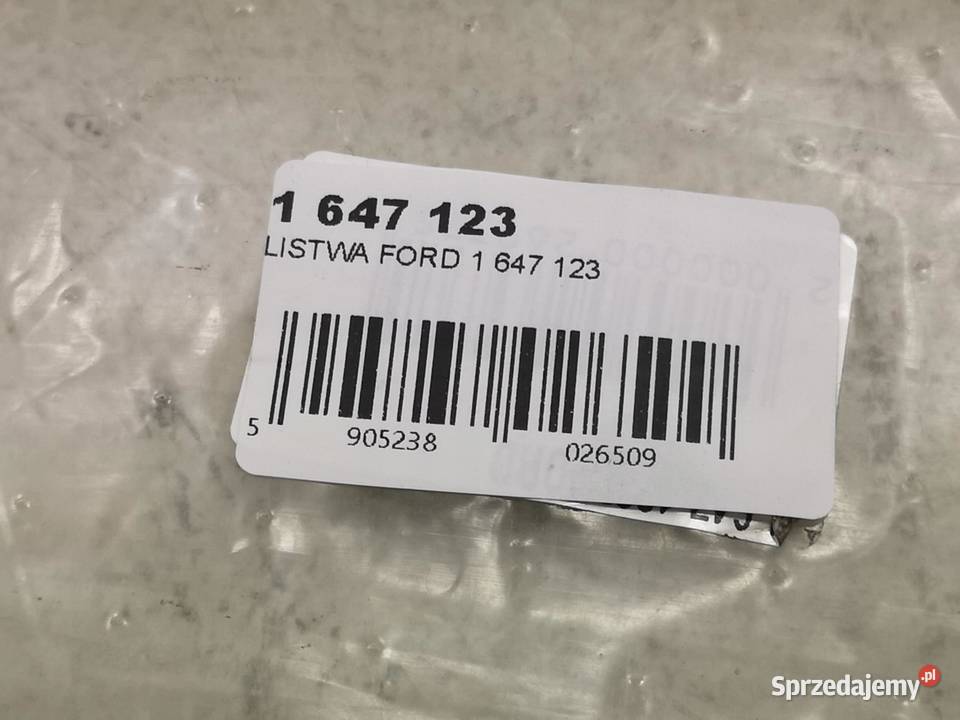 1 647 123
LISTWA FORD 1 647 123
5 905238 026509
Sprzedajemy.pl